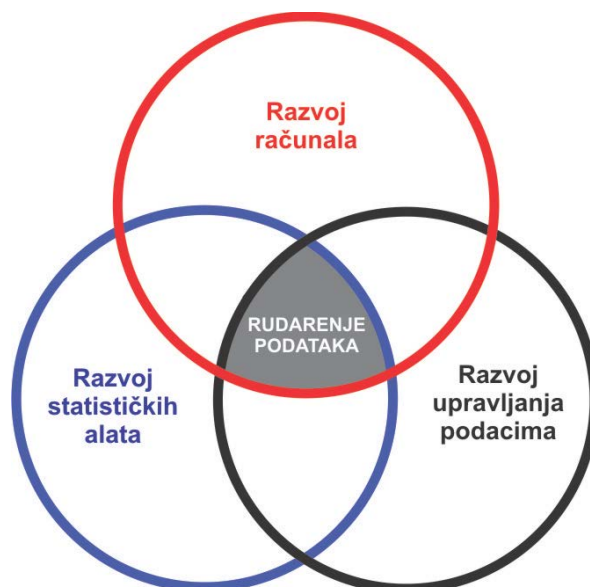 Razvoj
računala
RUDARENJE
PODATAKA
Razvoj
statističkih
alata
Razvoj
upravljanja
podacima